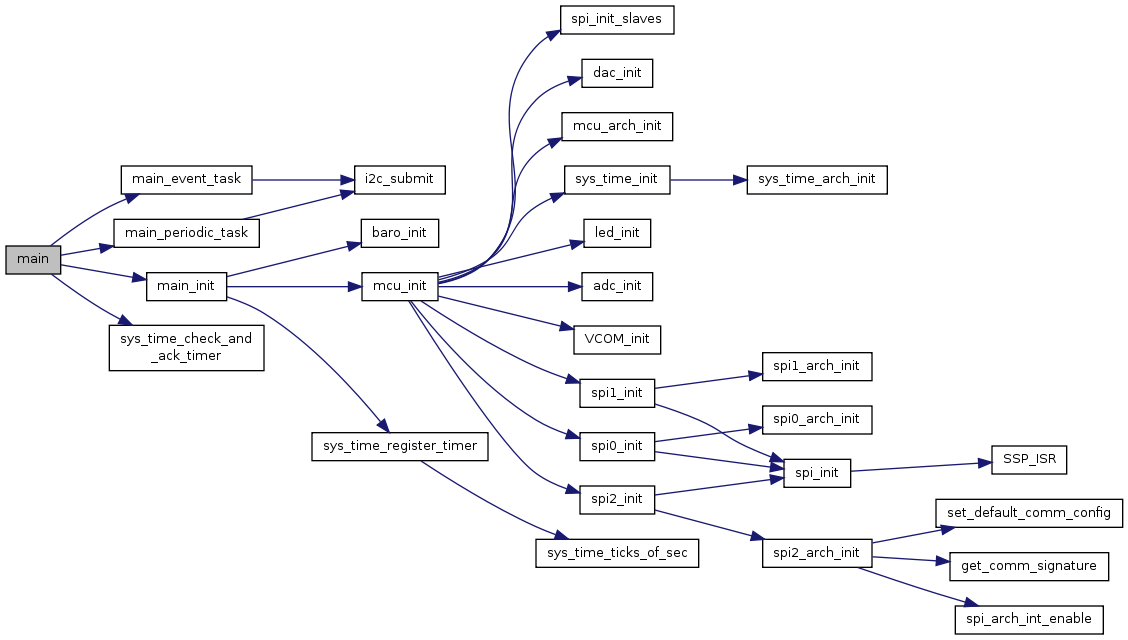 spi_init_slaves
dac_init
mcu_arch_init
main_event_task
i2c_submit
sys_time_init
sys_time_arch_init
main_periodic_task
baro_init
led_init
main
main_init
mcu_init
adc_init
sys_time_check_and
_ack_timer
VCOM_init
spi1_init
spi1_arch_init
spi0_arch_init
sys_time_register_timer
spi0_init
spi_init
SSP_ISR
spi2_init
set_default_comm_config
sys_time_ticks_of_sec
spi2_arch_init
get_comm_signature
spi_arch_int_enable